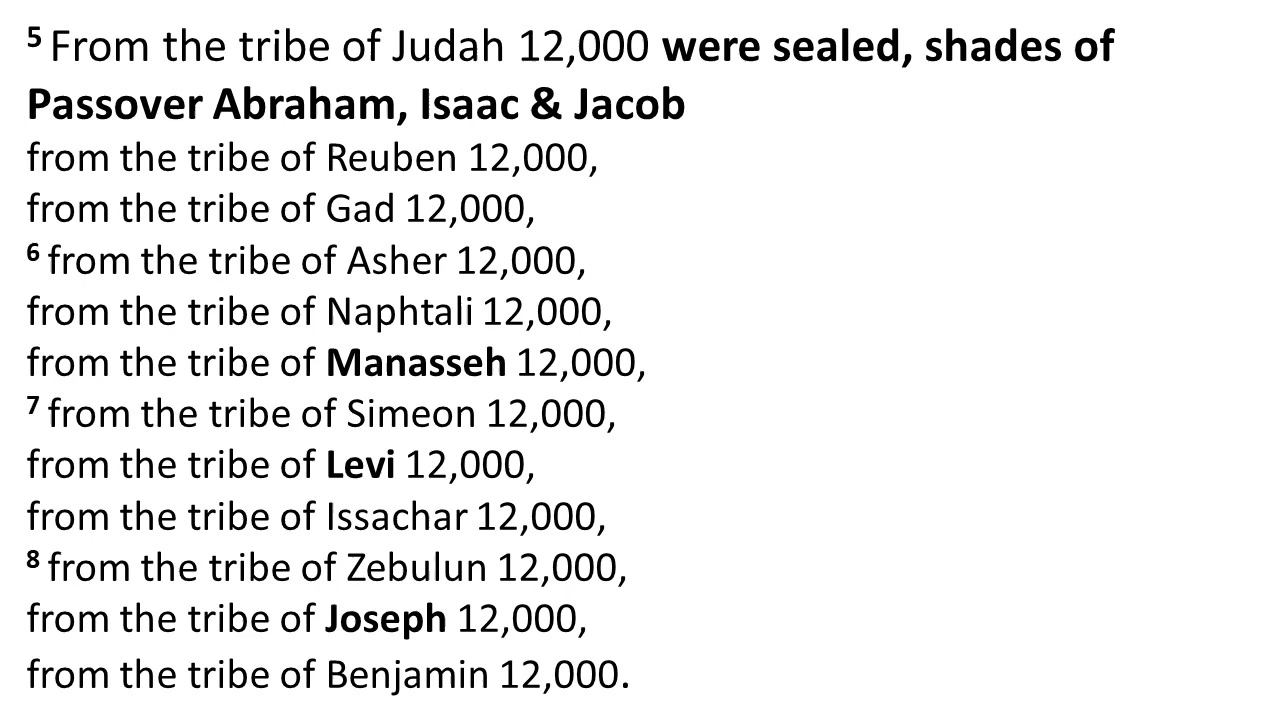 5 From the tribe of Judah 12,000 were sealed, shades of
Passover Abraham, Isaac & Jacob
from the tribe of Reuben 12,000,
from the tribe of Gad 12,000,
6 from the tribe of Asher 12,000,
from the tribe of Naphtali 12,000,
from the tribe of Manasseh 12,000,
7 from the tribe of Simeon 12,000,
from the tribe of Levi 12,000,
from the tribe of Issachar 12,000,
8 from the tribe of Zebulun 12,000,
from the tribe of Joseph 12,000,
from the tribe of Benjamin 12,000.